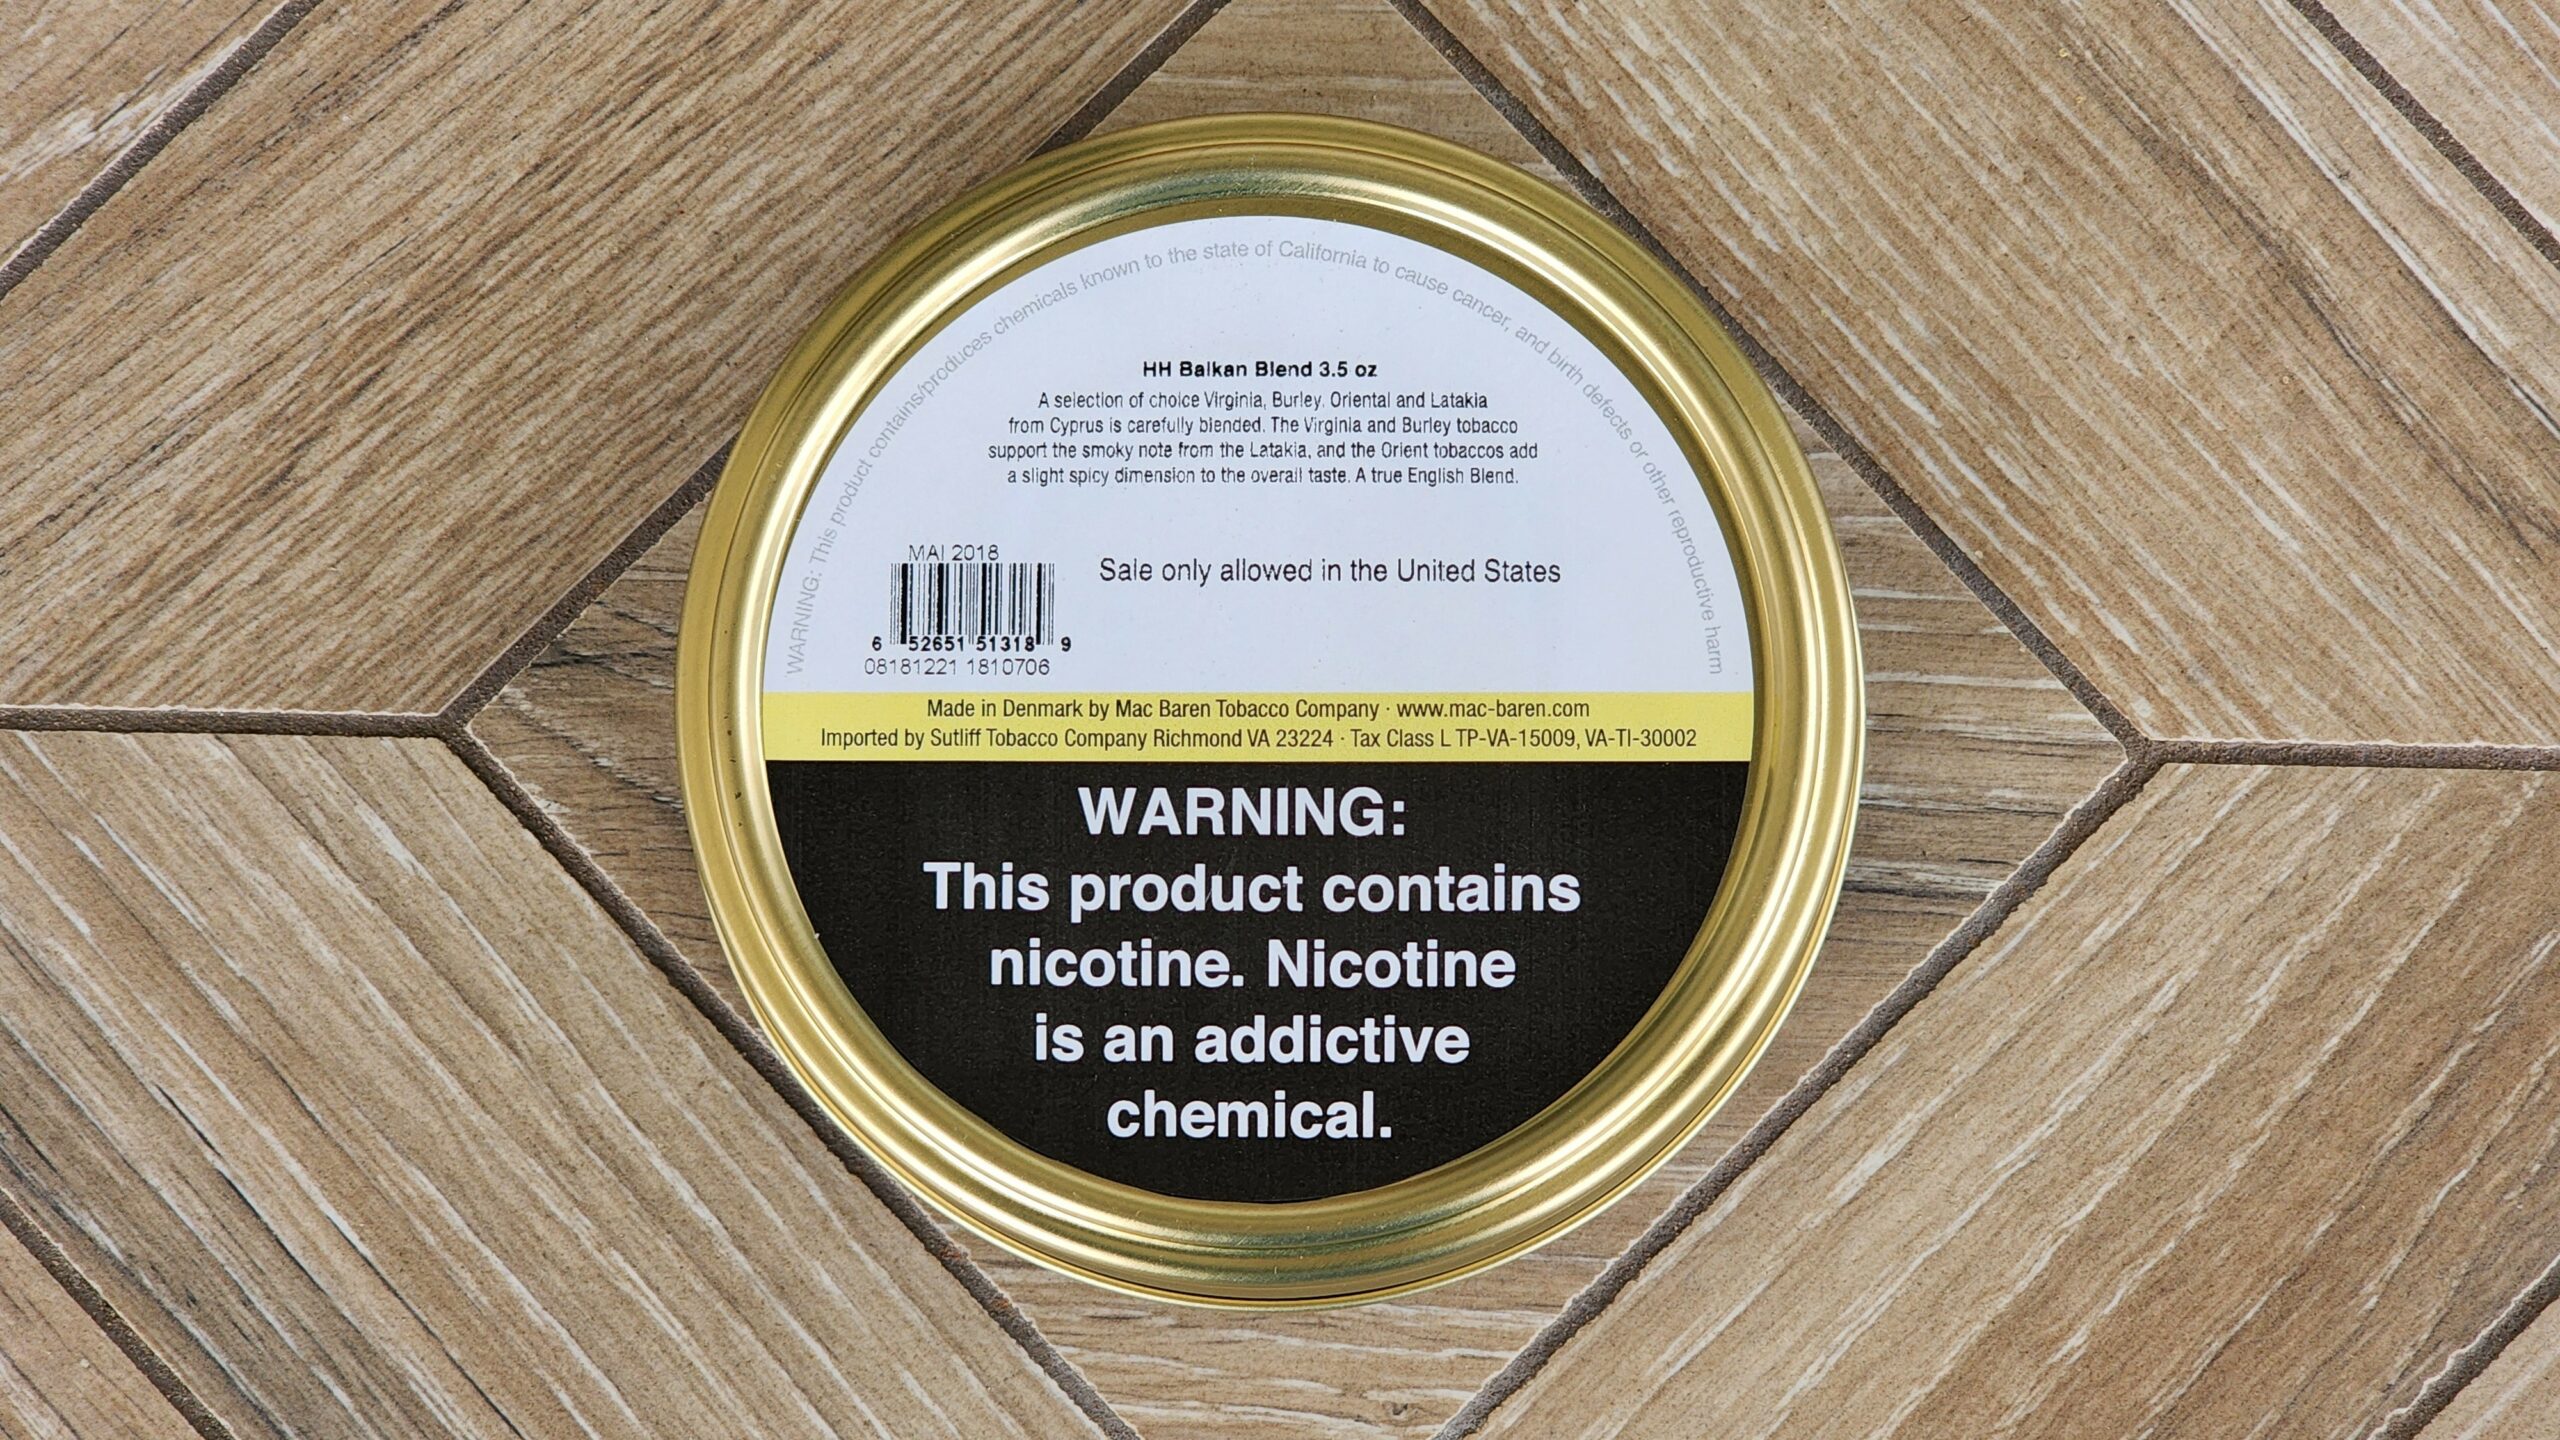 WARNING: This product contains/produces chemicals known to the state of California to cause cancer, and birth defects or other reproductive harm
HH Balkan Blend 3.5 oz
A selection of choice Virginia, Burley, Oriental and Latakia
from Cyprus is carefully blended. The Virginia and Burley tobacco
support the smoky note from the Latakia, and the Orient tobaccos add
a slight spicy dimension to the overall taste. A true English Blend.
MAI 2018
Sale only allowed in the United States
6 52651 51318 9
08181221 1810706
Made in Denmark by Mac Baren Tobacco Company · www.mac-baren.com
Imported by Sutliff Tobacco Company Richmond VA 23224 · Tax Class L TP-VA-15009, VA-TI-30002
WARNING:
This product contains
nicotine. Nicotine
is an addictive
chemical.